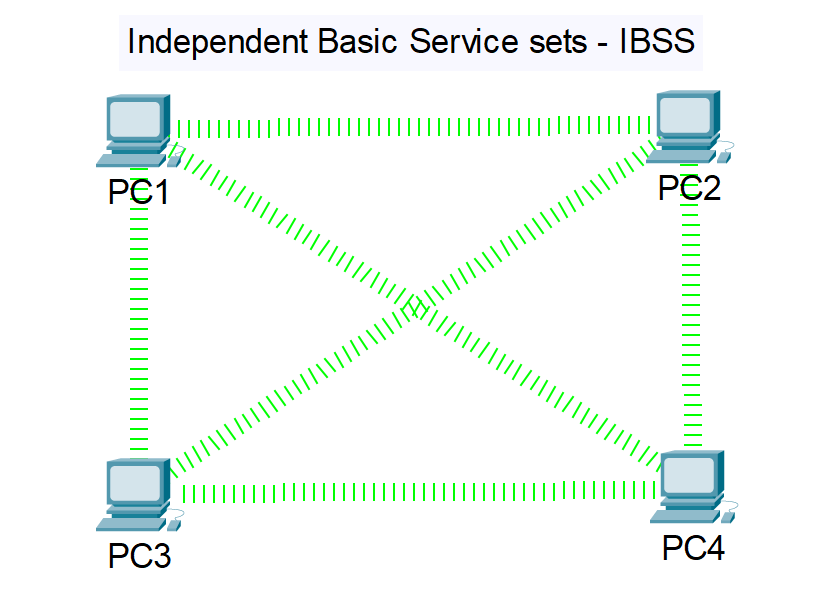 Independent Basic Service sets - IBSS
PC1
PC2
PC3
PC4